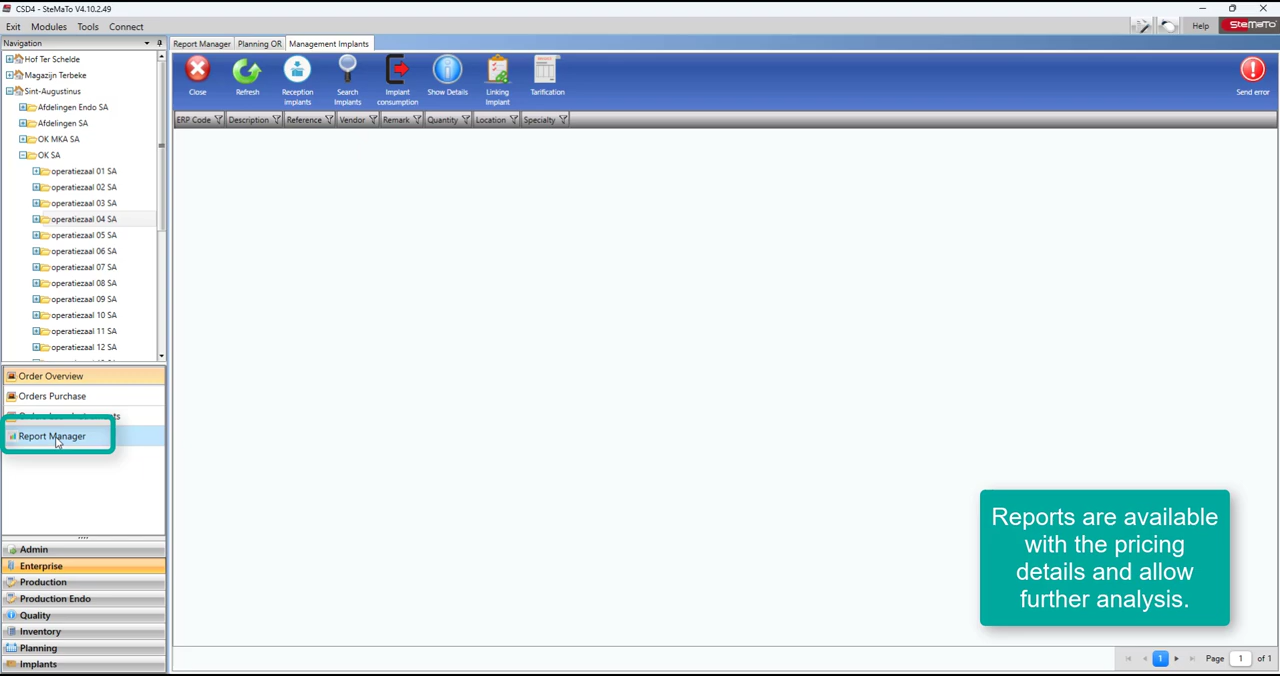 CSD4 - SteMaTo V4.10.2.49
Exit Modules Tools Connect
Help SteMaTo
Navigation
Report Manager Planning OR Management Implants
Hof Ter Schelde
Magazijn Terbeke
Sint-Augustinus
Afdelingen Endo SA
Afdelingen SA
OK MKA SA
OK SA
operatiezaal 01 SA
operatiezaal 02 SA
operatiezaal 03 SA
operatiezaal 04 SA
operatiezaal 05 SA
operatiezaal 06 SA
operatiezaal 07 SA
operatiezaal 08 SA
operatiezaal 09 SA
operatiezaal 10 SA
operatiezaal 11 SA
operatiezaal 12 SA
Close
Refresh
Reception
implants
Search
Implants
Implant
consumption
Show Details
Linking
Implant
Tarification
Send error
ERP Code Description Reference Vendor Remark Quantity Location Specialty
Order Overview
Orders Purchase
Report Manager
Admin
Enterprise
Production
Production Endo
Quality
Inventory
Planning
Implants
Reports are available
with the pricing
details and allow
further analysis.
1 Page 1 of 1